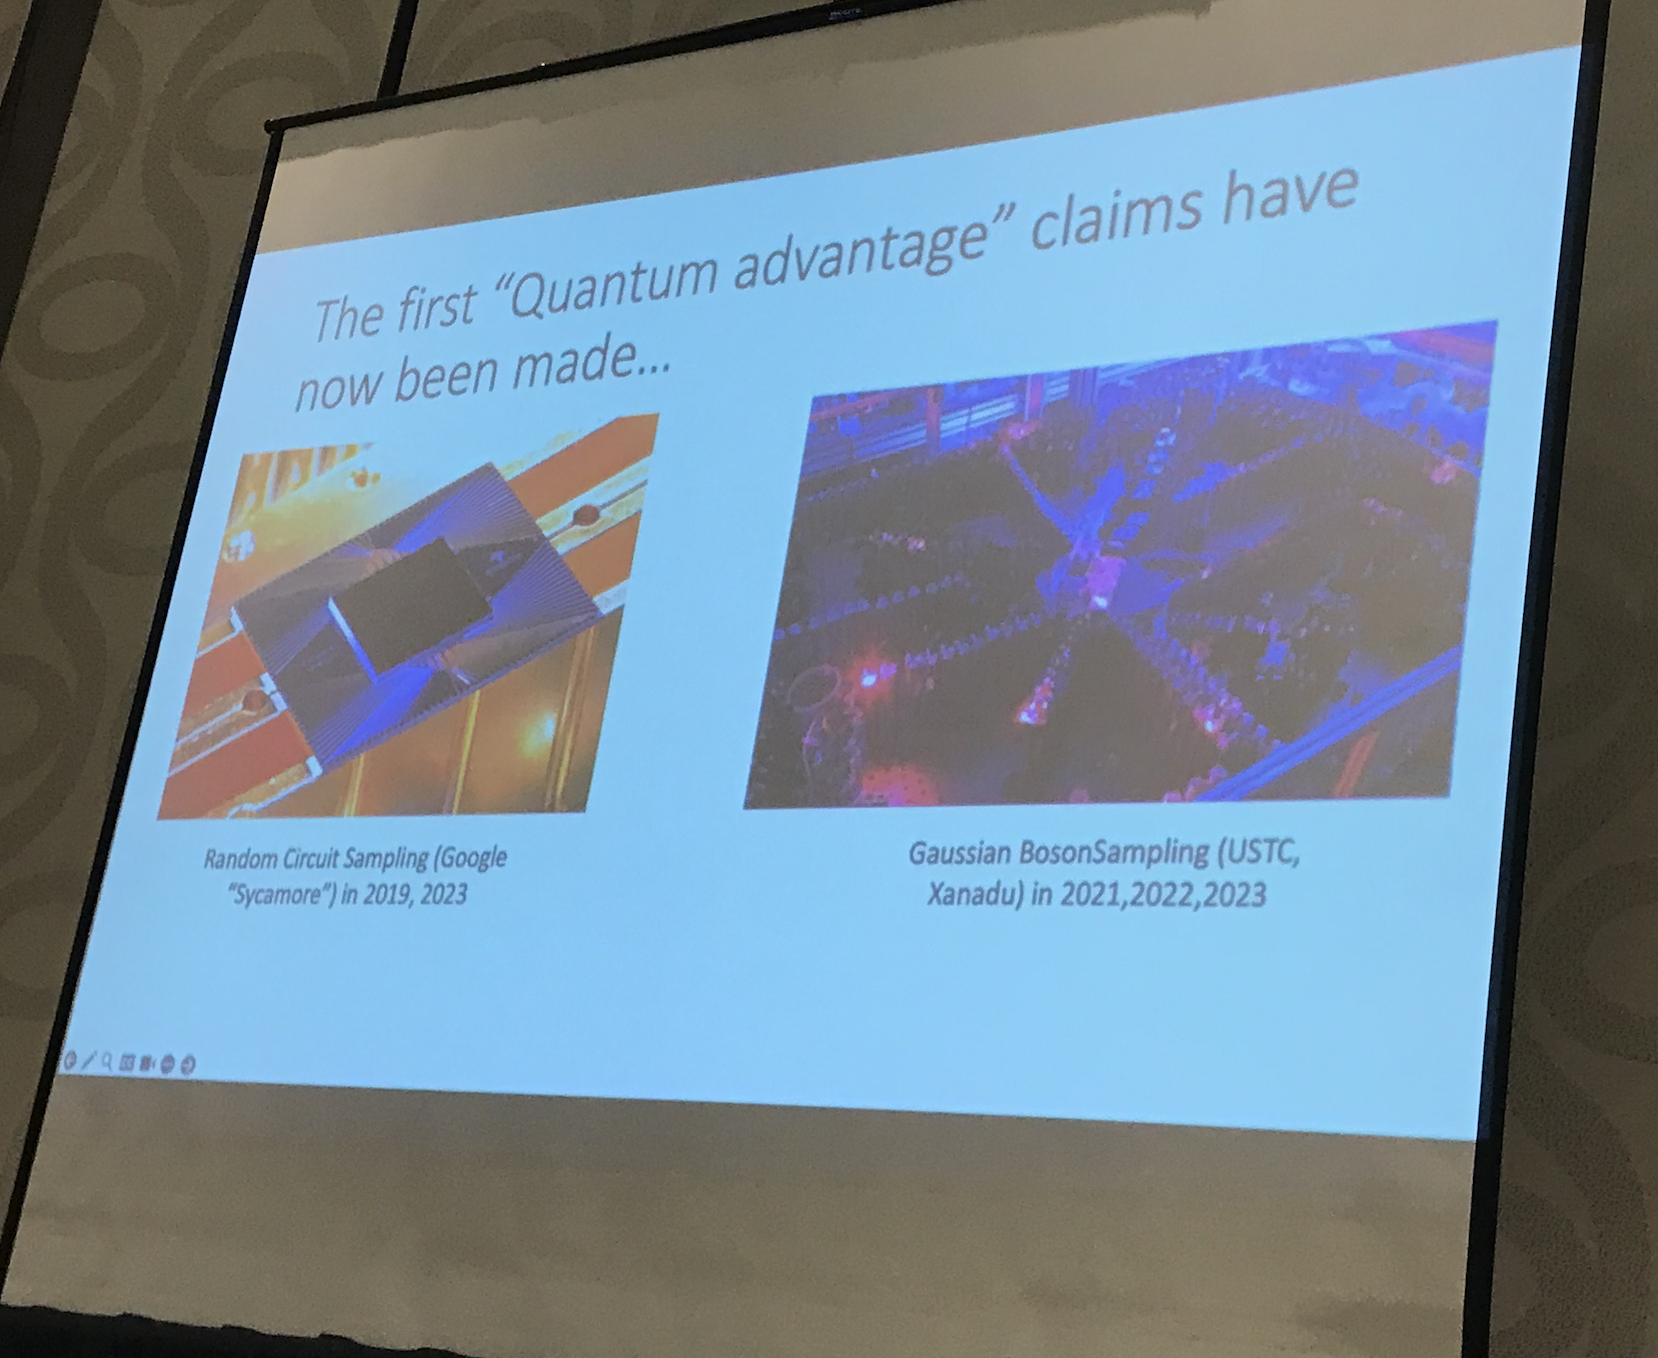 The first “Quantum advantage” claims have
now been made...
Random Circuit Sampling (Google
“Sycamore”) in 2019, 2023
Gaussian BosonSampling (USTC,
Xanadu) in 2021,2022,2023